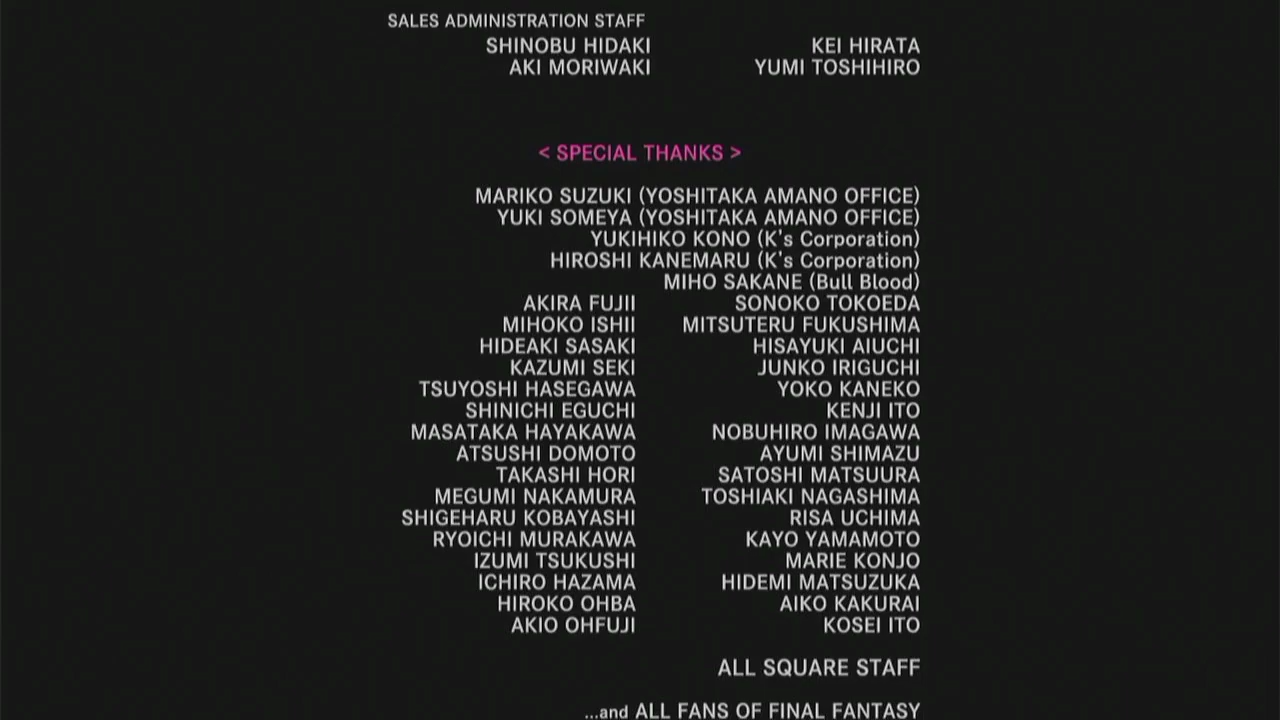 SALES ADMINISTRATION STAFF
SHINOBU HIDAKI KEI HIRATA
AKI MORIWAKI YUMI TOSHIHIRO
< SPECIAL THANKS >
MARIKO SUZUKI (YOSHITAKA AMANO OFFICE)
YUKI SOMEYA (YOSHITAKA AMANO OFFICE)
YUKIHIKO KONO (K's Corporation)
HIROSHI KANEMARU (K's Corporation)
MIHO SAKANE (Bull Blood)
AKIRA FUJII SONOKO TOKOEDA
MIHOKO ISHII MITSUTERU FUKUSHIMA
HIDEAKI SASAKI HISAYUKI AIUCHI
KAZUMI SEKI JUNKO IRIGUCHI
TSUYOSHI HASEGAWA YOKO KANEKO
SHINICHI EGUCHI KENJI ITO
MASATAKA HAYAKAWA NOBUHIRO IMAGAWA
ATSUSHI DOMOTO AYUMI SHIMAZU
TAKASHI HORI SATOSHI MATSUURA
MEGUMI NAKAMURA TOSHIAKI NAGASHIMA
SHIGEHARU KOBAYASHI RISA UCHIMA
RYOICHI MURAKAWA KAYO YAMAMOTO
IZUMI TSUKUSHI MARIE KONJO
ICHIRO HAZAMA HIDEMI MATSUZUKA
HIROKO OHBA AIKO KAKURAI
AKIO OHFUJI KOSEI ITO
ALL SQUARE STAFF
...and ALL FANS OF FINAL FANTASY